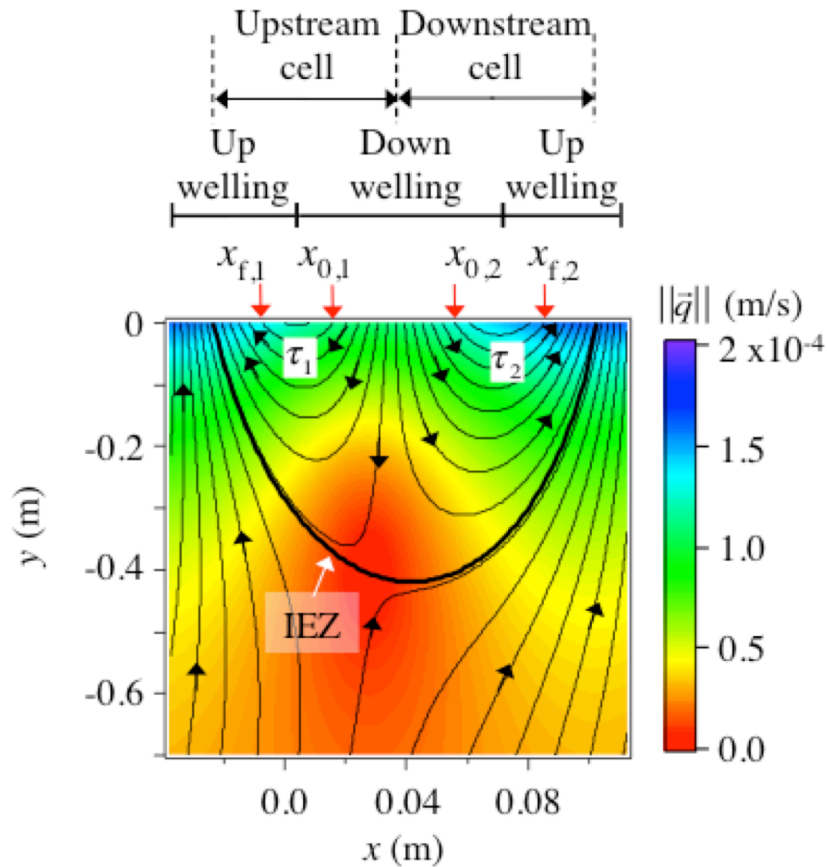 Upstream cell
Downstream cell
Up welling
Down welling
Up welling
x_f,1
x_0,1
x_0,2
x_f,2
||q⃗|| (m/s)
0
-0.2
-0.4
-0.6
y (m)
τ_1
τ_2
IEZ
2 x10^-4
1.5
1.0
0.5
0.0
0.0
0.04
0.08
x (m)